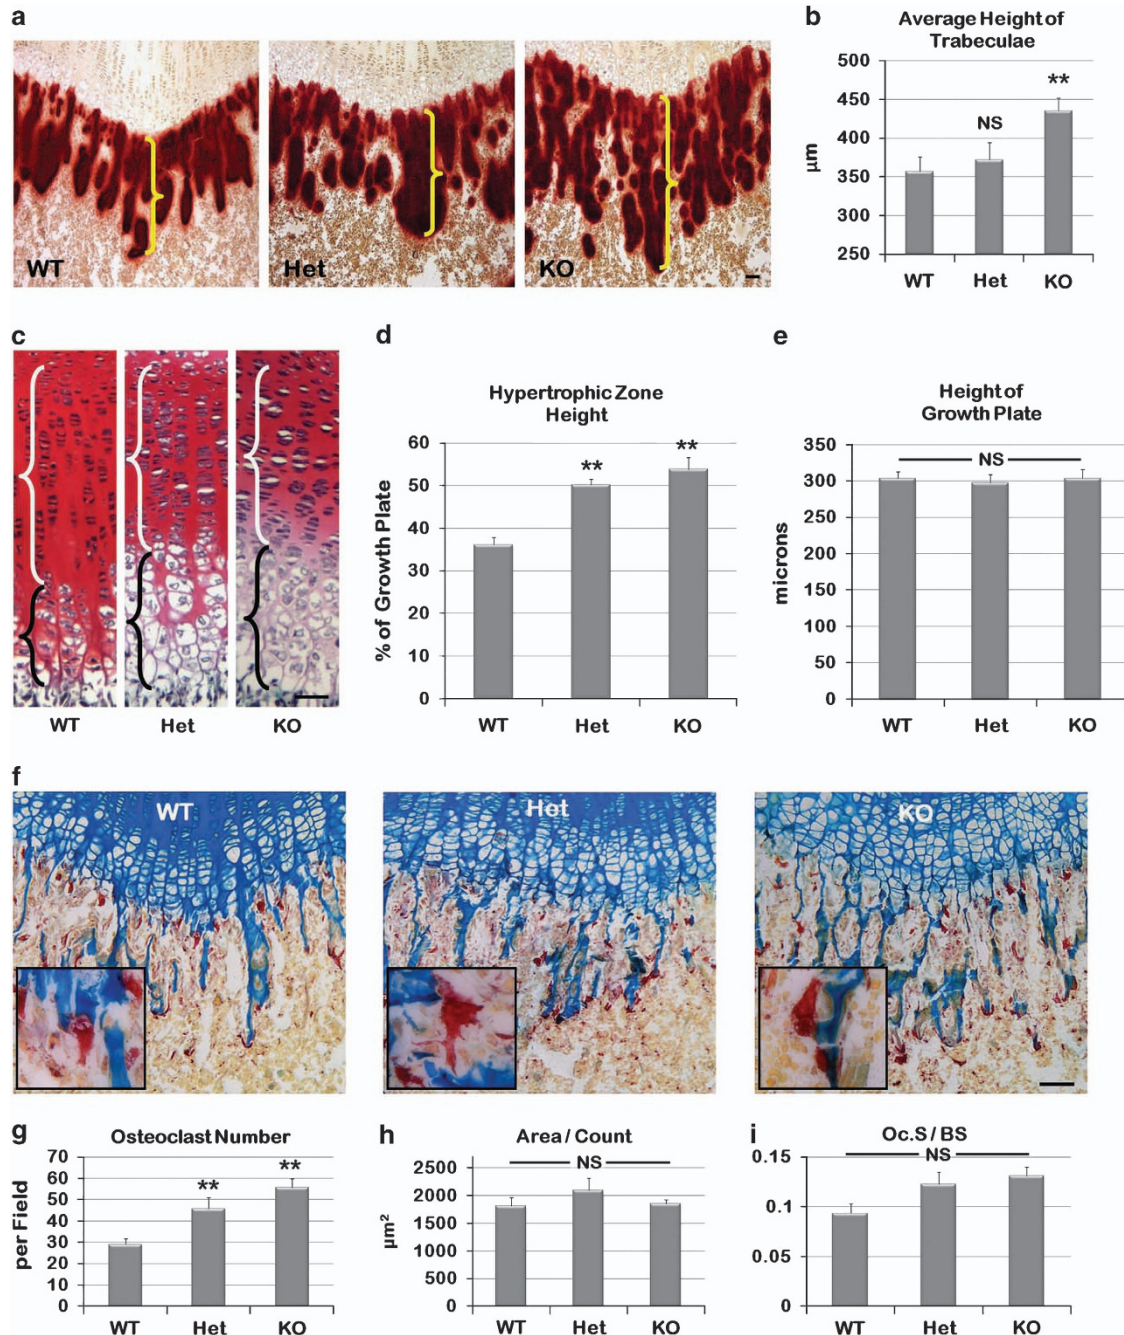 a
WT
Het
KO
b
Average Height of
Trabeculae
µm
500
450
400
350
300
250
NS
**
WT
Het
KO
c
WT
Het
KO
d
Hypertrophic Zone
Height
% of Growth Plate
60
50
40
30
20
10
0
**
**
WT
Het
KO
e
Height of
Growth Plate
microns
350
300
250
200
150
100
50
0
NS
WT
Het
KO
f
WT
Het
KO
g
Osteoclast Number
per Field
70
60
50
40
30
20
10
0
**
**
WT
Het
KO
h
Area / Count
µm²
2500
2000
1500
1000
500
0
NS
WT
Het
KO
i
Oc.S / BS
0.15
0.1
0.05
0
NS
WT
Het
KO